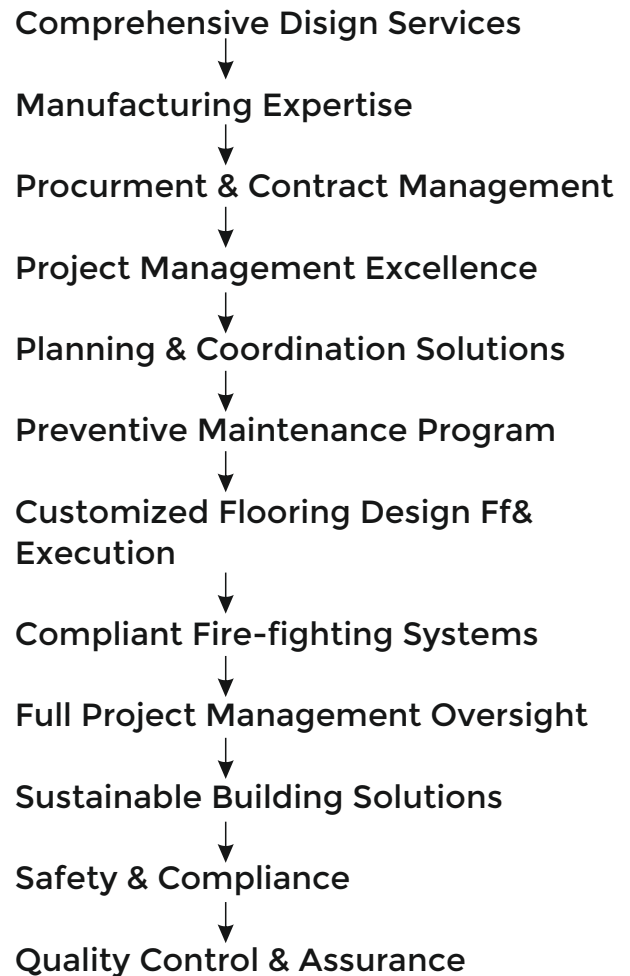 Comprehensive Disign Services
Manufacturing Expertise
Procurment & Contract Management
Project Management Excellence
Planning & Coordination Solutions
Preventive Maintenance Program
Customized Flooring Design Ff&
Execution
Compliant Fire-fighting Systems
Full Project Management Oversight
Sustainable Building Solutions
Safety & Compliance
Quality Control & Assurance